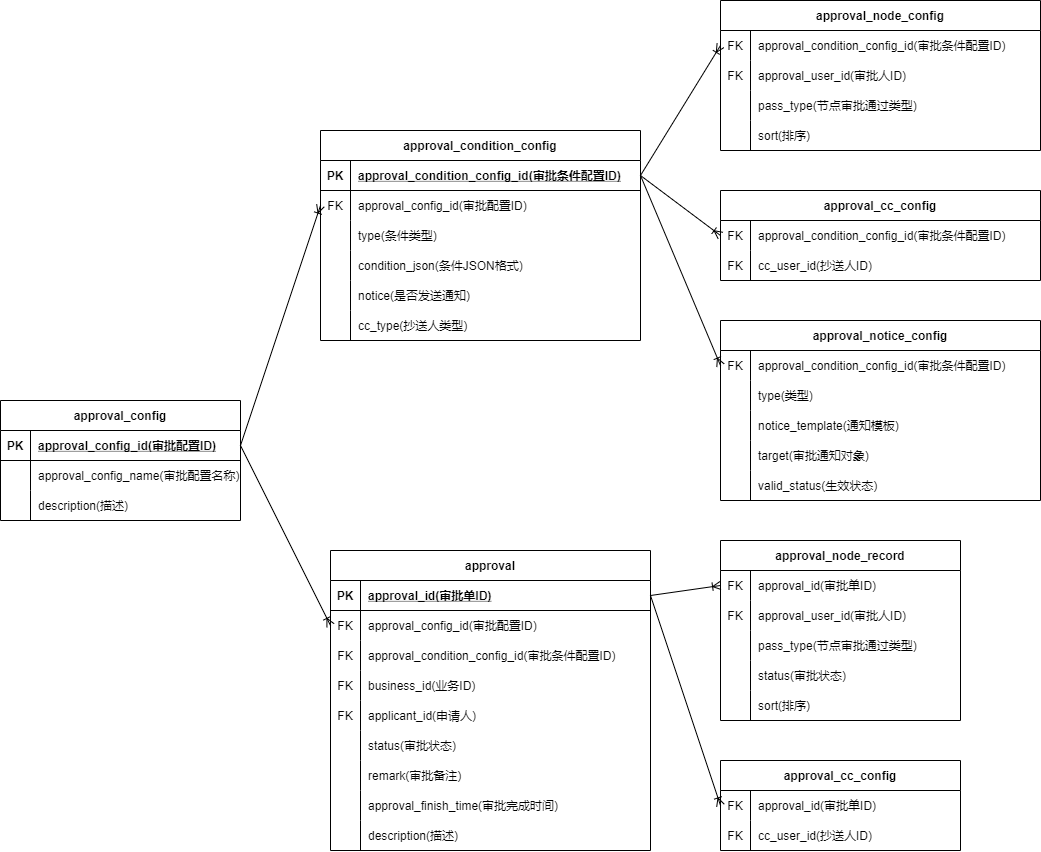 approval_node_config
FK approval_condition_config_id(审批条件配置ID)
FK approval_user_id(审批人ID)
pass_type(节点审批通过类型)
sort(排序)
approval_condition_config
PK approval_condition_config_id(审批条件配置ID)
FK approval_config_id(审批配置ID)
type(条件类型)
condition_json(条件JSON格式)
notice(是否发送通知)
cc_type(抄送人类型)
approval_cc_config
FK approval_condition_config_id(审批条件配置ID)
FK cc_user_id(抄送人ID)
approval_notice_config
FK approval_condition_config_id(审批条件配置ID)
type(类型)
notice_template(通知模板)
target(审批通知对象)
valid_status(生效状态)
approval_config
PK approval_config_id(审批配置ID)
approval_config_name(审批配置名称)
description(描述)
approval
PK approval_id(审批单ID)
FK approval_config_id(审批配置ID)
FK approval_condition_config_id(审批条件配置ID)
FK business_id(业务ID)
FK applicant_id(申请人)
status(审批状态)
remark(审批备注)
approval_finish_time(审批完成时间)
description(描述)
approval_node_record
FK approval_id(审批单ID)
FK approval_user_id(审批人ID)
pass_type(节点审批通过类型)
status(审批状态)
sort(排序)
approval_cc_config
FK approval_id(审批单ID)
FK cc_user_id(抄送人ID)